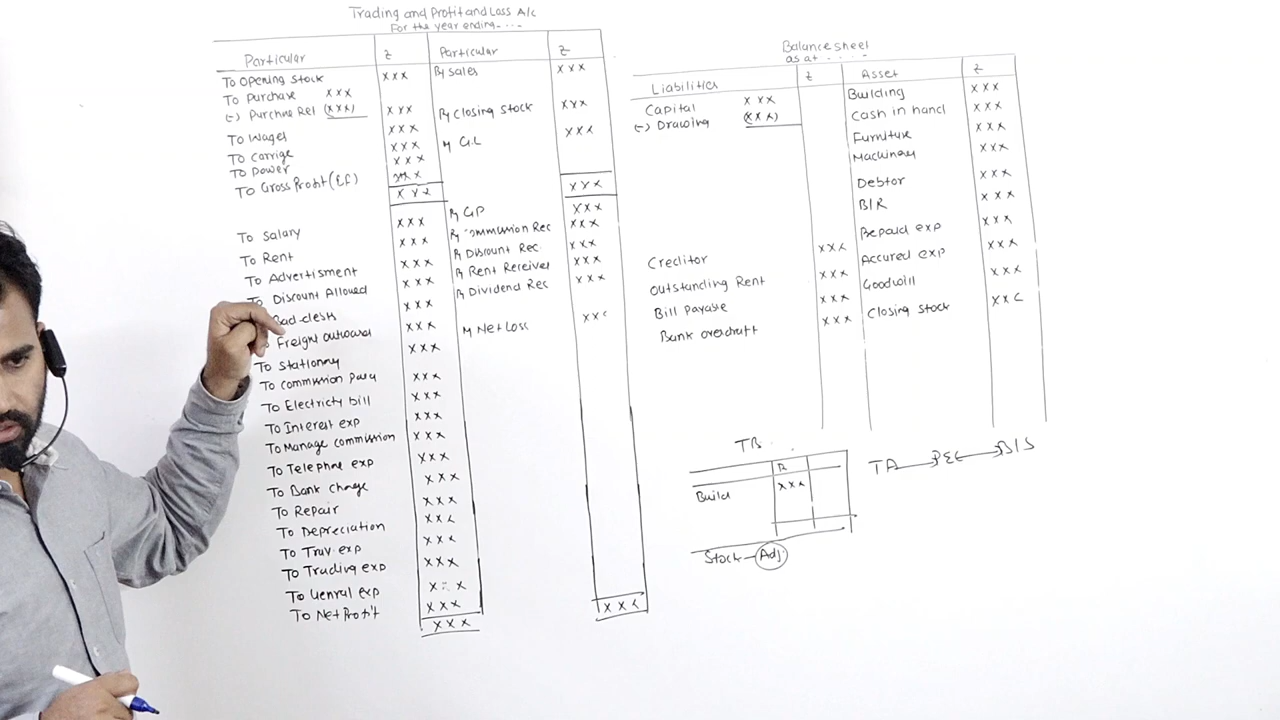 Trading and Profit and Loss A/c
For the year ending - - - -
Particular ₹ Particular ₹
To Opening Stock xxx By Sales xxx
To Purchase xxx
(-) Purchne Ret (xxx) xxx By Closing Stock xxx
To Wages xxx
To Carrige xxx By G.L xxx
To Power xxx
To Gross Profit (B.F) xxx
xxx xxx
By GP xxx
To Salary xxx By Commission Rec xxx
To Rent xxx By Discount Rec xxx
To Advertisment xxx By Rent Received xxx
To Discount Allowed xxx By Dividend Rec xxx
Bad-debts xxx
Freight outward xxx By Net Loss xxx
To Stationary xxx
To Commission Paid xxx
To Electricty bill xxx
To Interest exp xxx
To Manage commission xxx
To Telephne exp xxx
To Bank Charge xxx
To Repair xxx
To Depreciation xxx
To Trav. exp xxx
To Trading exp xxx
To Genral exp xxx
To Net Profit xxx
xxx xxx
Balance sheet
as at - - - - -
Liabilities ₹ Asset ₹
Capital xxx Building xxx
(-) Drawing (xxx) Cash in hand xxx
Furniture xxx
Machinary xxx
Debtor xxx
B/R xxx
Prepaid exp xxx
Creditor xxx Accured exp xxx
Outstanding Rent xxx Goodwill xxx
Bill Payable xxx Closing Stock xxx
Bank overdraft xxx
TB
Build xxx
Stock - Adj
TA P&L B/S